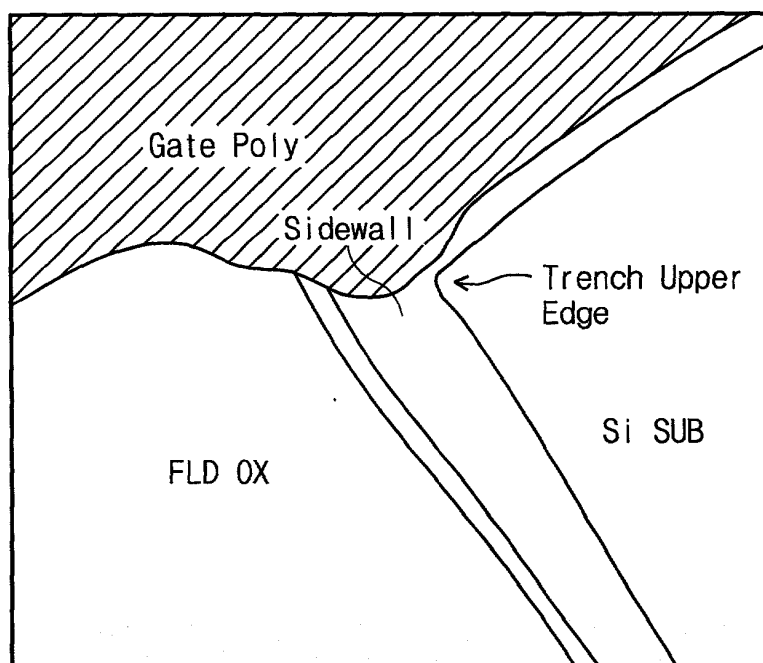 Gate Poly
Sidewall
Trench Upper
Edge
Si SUB
FLD OX